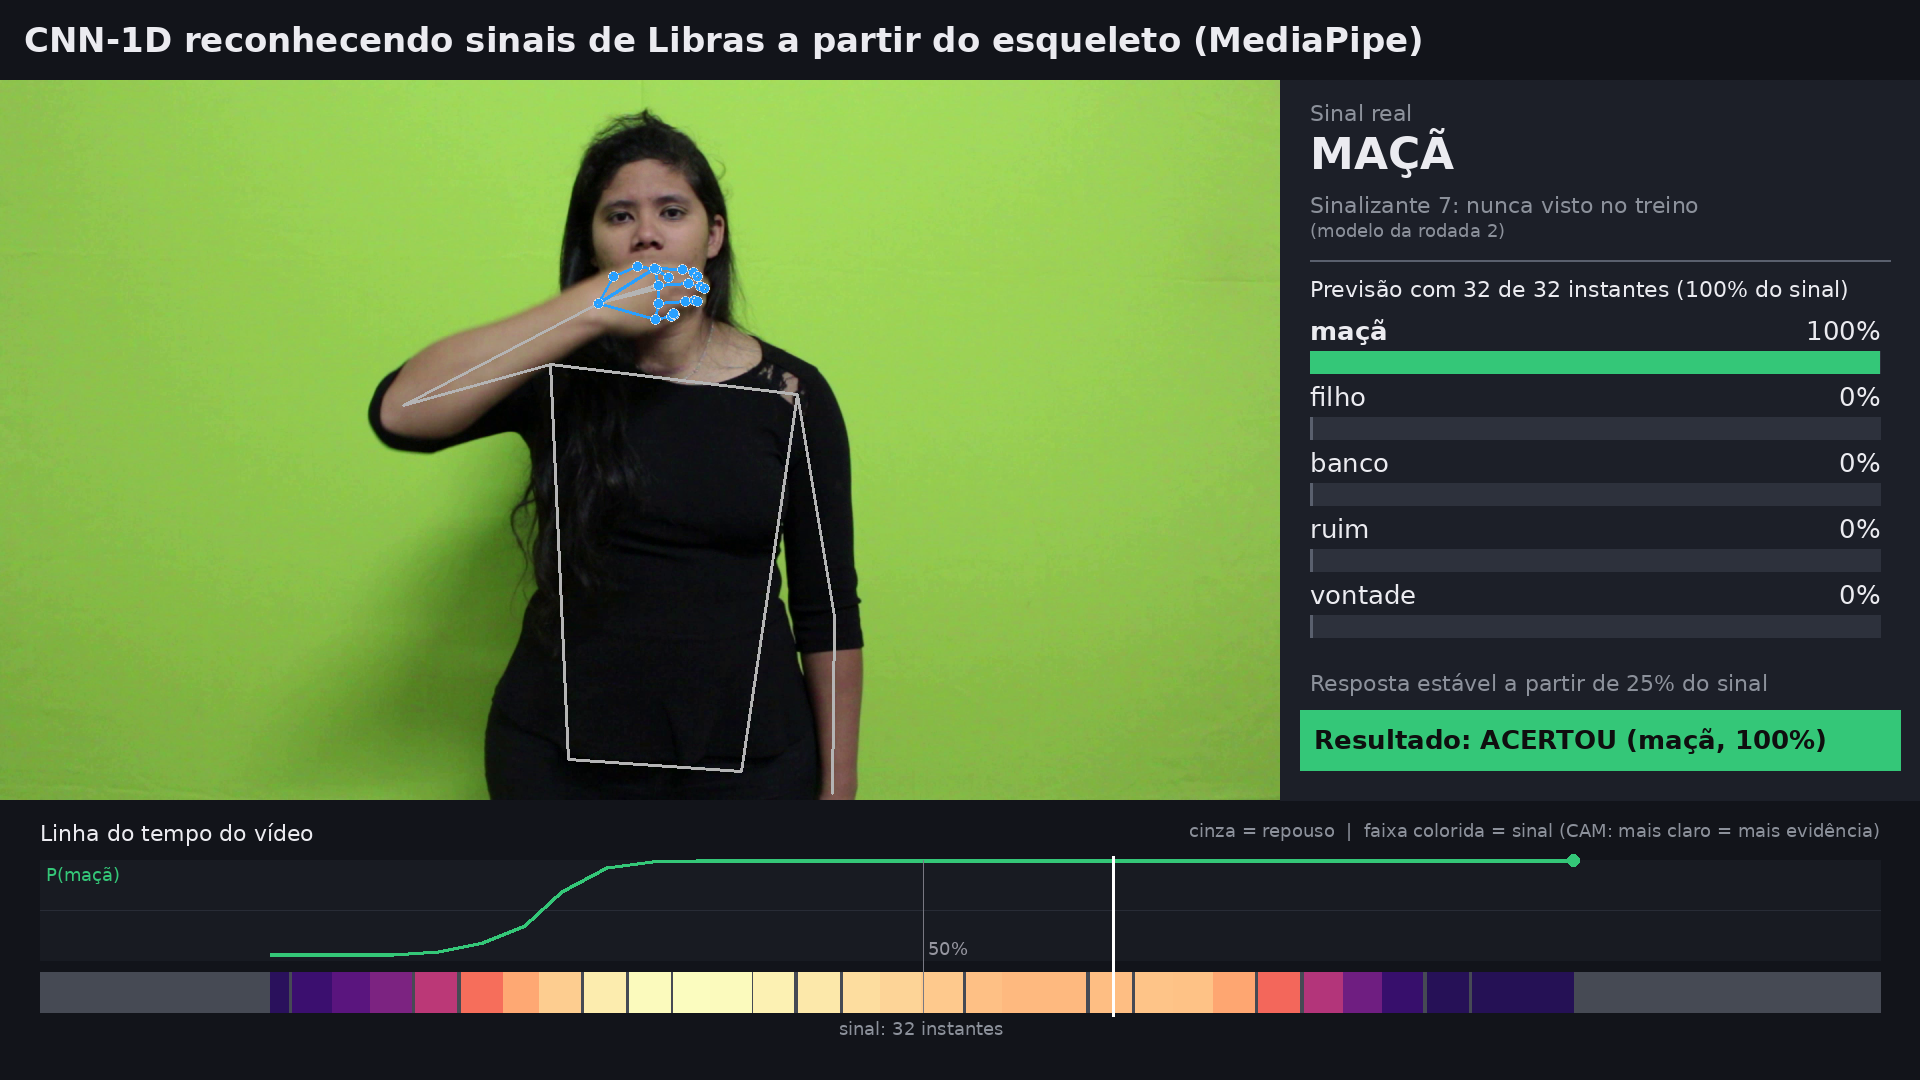 CNN-1D reconhecendo sinais de Libras a partir do esqueleto (MediaPipe)
Sinal real
MAÇÃ
Sinalizante 7: nunca visto no treino
(modelo da rodada 2)
Previsão com 32 de 32 instantes (100% do sinal)
maçã 100%
filho 0%
banco 0%
ruim 0%
vontade 0%
Resposta estável a partir de 25% do sinal
Resultado: ACERTOU (maçã, 100%)
Linha do tempo do vídeo
cinza = repouso | faixa colorida = sinal (CAM: mais claro = mais evidência)
P(maçã)
50%
sinal: 32 instantes